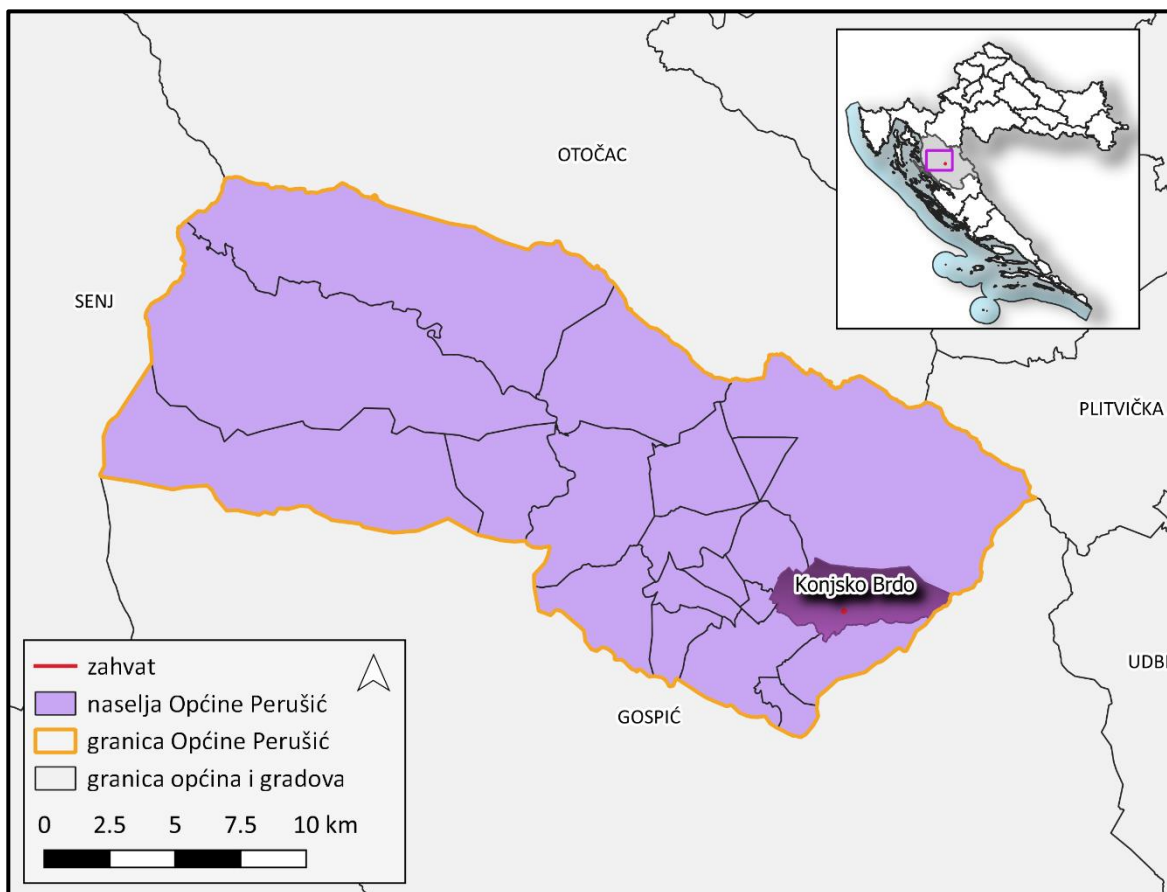 OTOČAC
SENJ
PLITVIČKA
Konjsko Brdo
UDBI
GOSPIĆ
zahvat
naselja Općine Perušić
granica Općine Perušić
granica općina i gradova
0 2.5 5 7.5 10 km